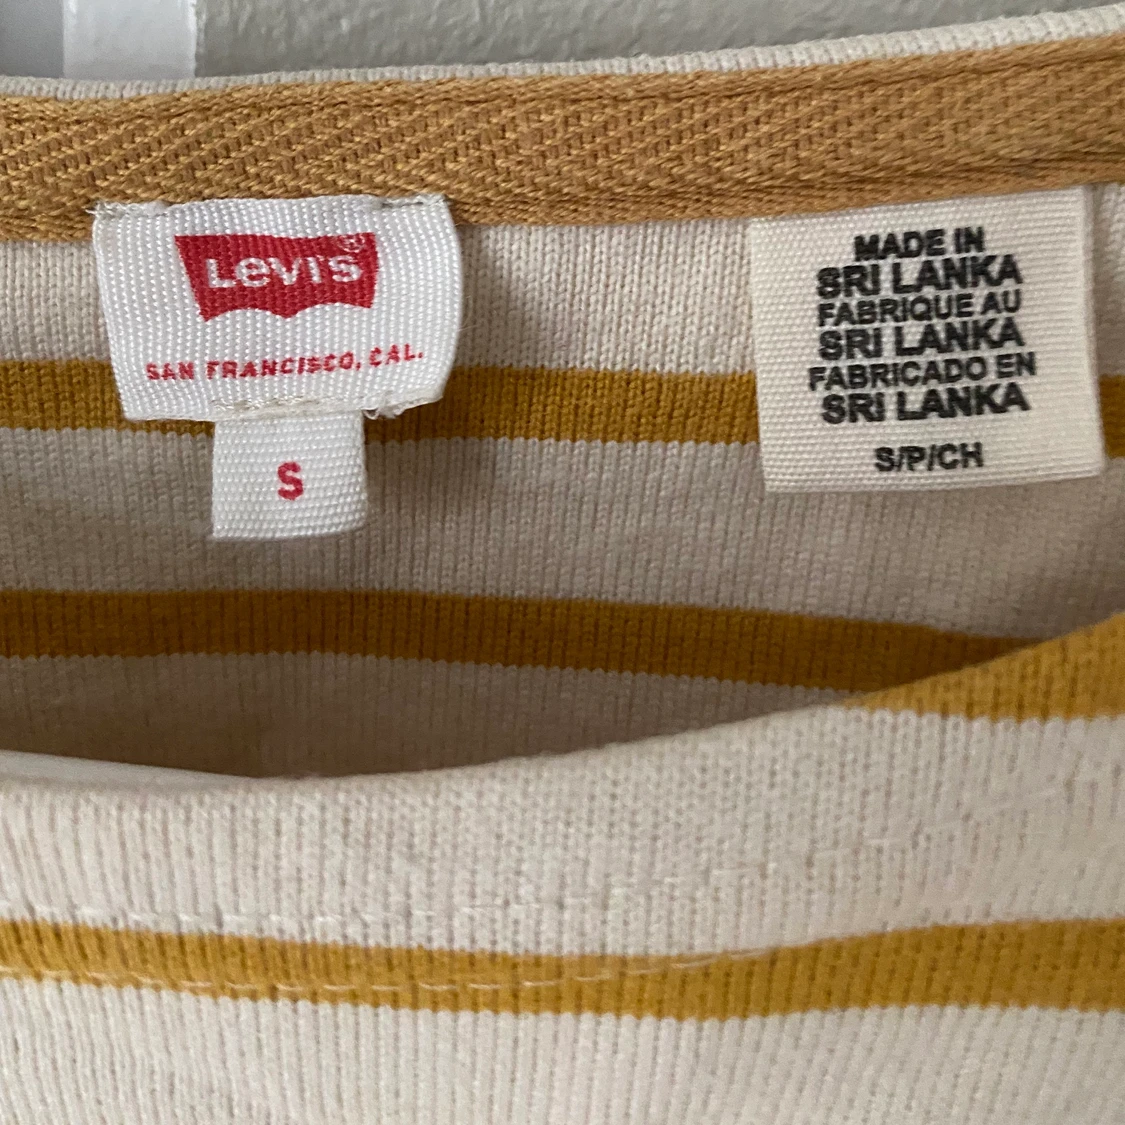 Levi's®
SAN FRANCISCO, CAL.
S
MADE IN
SRI LANKA
FABRIQUE AU
SRI LANKA
FABRICADO EN
SRI LANKA
S/P/CH